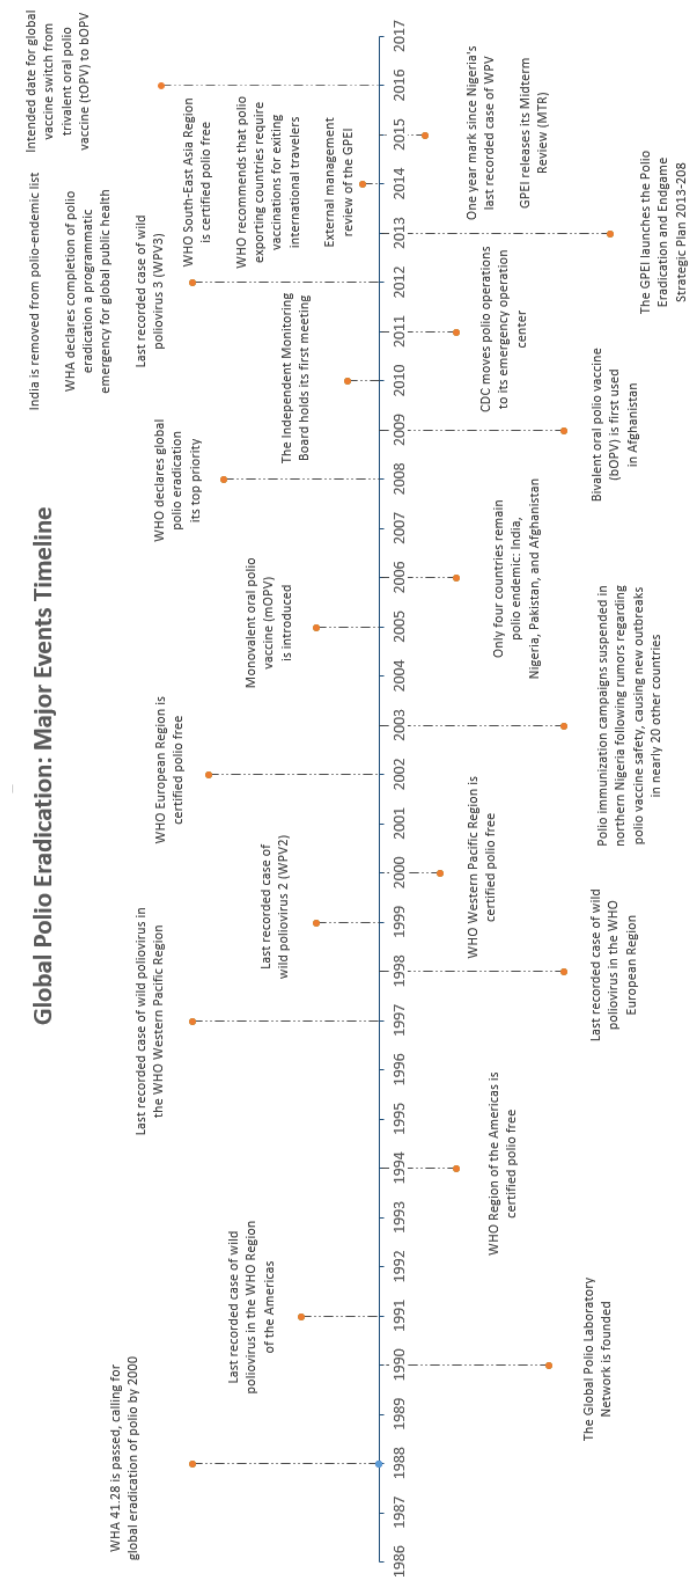 Global Polio Eradication: Major Events Timeline
WHA 41.28 is passed, calling for
global eradication of polio by 2000
Last recorded case of wild
poliovirus in the WHO Region
of the Americas
Last recorded case of wild poliovirus in
the WHO Western Pacific Region
Last recorded case of
wild poliovirus 2 (WPV2)
WHO European Region is
certified polio free
Monovalent oral polio
vaccine (mOPV)
is introduced
WHO declares global
polio eradication
its top priority
The Independent Monitoring
Board holds its first meeting
India is removed from polio-endemic list
WHA declares completion of polio
eradication a programmatic
emergency for global public health
Last recorded case of wild
poliovirus 3 (WPV3)
WHO South-East Asia Region
is certified polio free
WHO recommends that polio
exporting countries require
vaccinations for exiting
international travelers
External management
review of the GPEI
Intended date for global
vaccine switch from
trivalent oral polio
vaccine (tOPV) to bOPV
1986
1987
1988
1989
1990
1991
1992
1993
1994
1995
1996
1997
1998
1999
2000
2001
2002
2003
2004
2005
2006
2007
2008
2009
2010
2011
2012
2013
2014
2015
2016
2017
The Global Polio Laboratory
Network is founded
WHO Region of the Americas is
certified polio free
Last recorded case of wild
poliovirus in the WHO
European Region
WHO Western Pacific Region is
certified polio free
Polio immunization campaigns suspended in
northern Nigeria following rumors regarding
polio vaccine safety, causing new outbreaks
in nearly 20 other countries
Only four countries remain
polio endemic: India,
Nigeria, Pakistan, and Afghanistan
Bivalent oral polio vaccine
(bOPV) is first used
in Afghanistan
CDC moves polio operations
to its emergency operation
center
The GPEI launches the Polio
Eradication and Endgame
Strategic Plan 2013-208
One year mark since Nigeria's
last recorded case of WPV
GPEI releases its Midterm
Review (MTR)